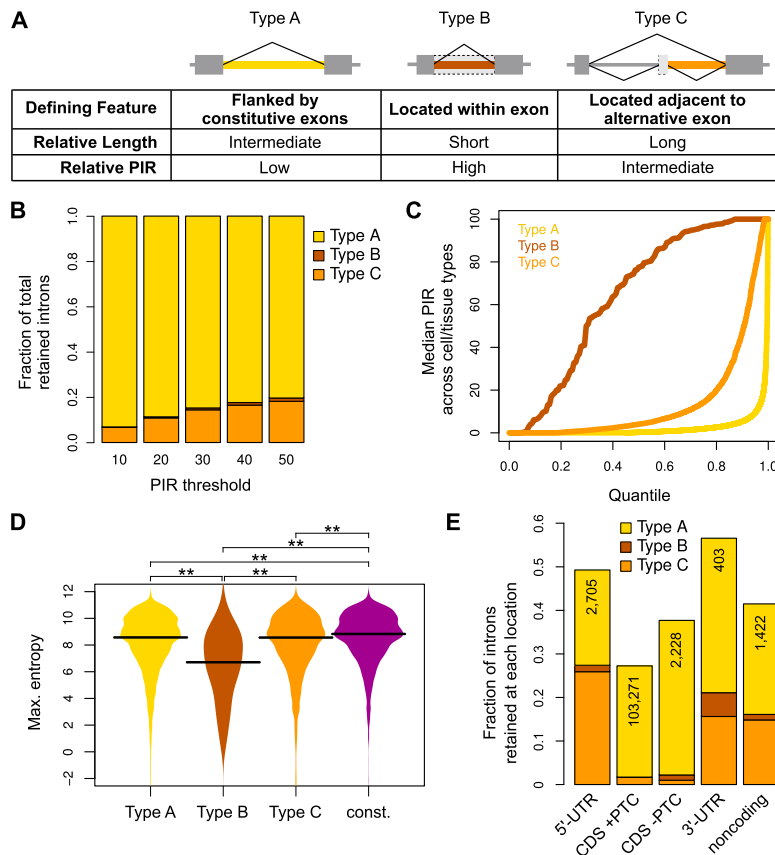 A
Type A
Type B
Type C
Defining Feature
Flanked by
constitutive exons
Located within exon
Located adjacent to
alternative exon
Relative Length
Intermediate
Short
Long
Relative PIR
Low
High
Intermediate
B
Fraction of total
retained introns
1.0
0.8
0.6
0.4
0.2
0.0
10 20 30 40 50
PIR threshold
Type A
Type B
Type C
C
Median PIR
across cell/tissue types
100
80
60
40
20
0
Type A
Type B
Type C
0.0 0.2 0.4 0.6 0.8 1.0
Quantile
D
**
**
**
** **
Max. entropy
12
10
8
6
4
2
0
−2
Type A Type B Type C const.
E
Fraction of introns
retained at each location
0.6
0.5
0.4
0.3
0.2
0.1
0
Type A
Type B
Type C
2,705
103,271
2,228
403
1,422
5'-UTR
CDS +PTC
CDS -PTC
3'-UTR
noncoding